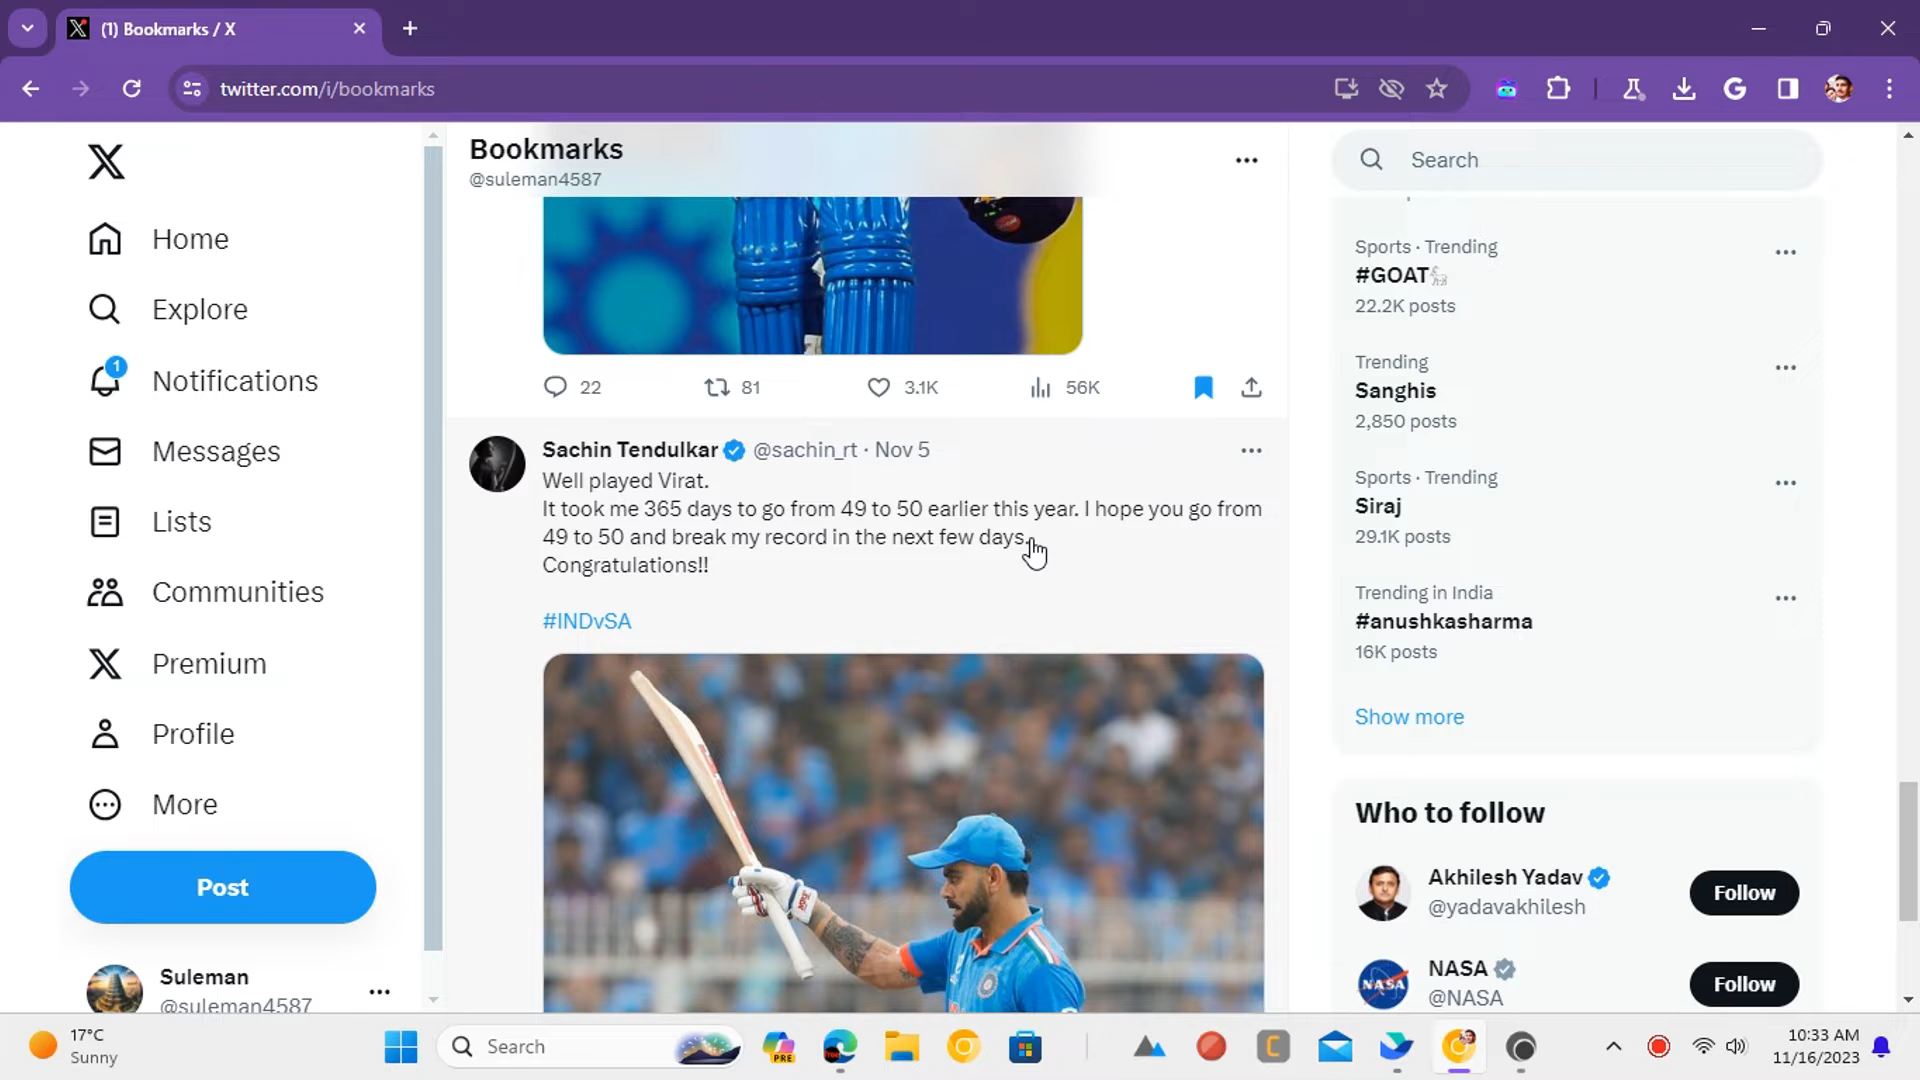 (1) Bookmarks / X
twitter.com/i/bookmarks
Home
Explore
1
Notifications
Messages
Lists
Communities
Premium
Profile
More
Post
Suleman
@suleman4587
Bookmarks
@suleman4587
22 81 3.1K 56K
Sachin Tendulkar @sachin_rt · Nov 5
Well played Virat.
It took me 365 days to go from 49 to 50 earlier this year. I hope you go from
49 to 50 and break my record in the next few days.
Congratulations!!
#INDvSA
Search
Sports · Trending
#GOAT
22.2K posts
Trending
Sanghis
2,850 posts
Sports · Trending
Siraj
29.1K posts
Trending in India
#anushkasharma
16K posts
Show more
Who to follow
Akhilesh Yadav
@yadavakhilesh
Follow
NASA
@NASA
Follow
17°C
Sunny
Search
PRE
10:33 AM
11/16/2023